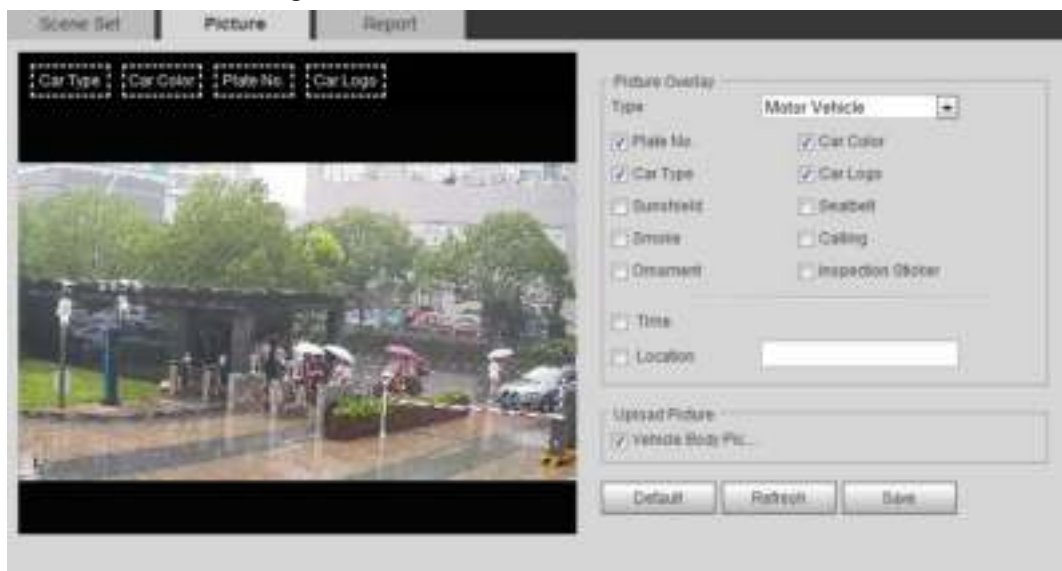 Scene Set Picture Report
Car Type Car Color Plate No. Car Logo
Picture Overlay
Type Motor Vehicle
Plate No. Car Color
Car Type Car Logo
Sunshield Seatbelt
Smoke Calling
Ornament Inspection Sticker
Time
Location
Upload Picture
Vehicle Body Pic...
Default Refresh Save